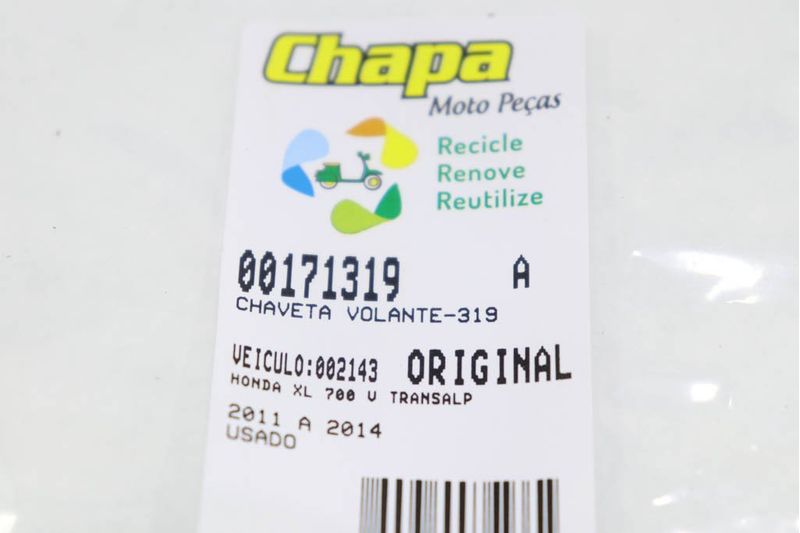 Chapa
Moto Peças
Recicle
Renove
Reutilize
00171319 A
CHAVETA VOLANTE-319
VEICULO:002143 ORIGINAL
HONDA XL 700 V TRANSALP
2011 A 2014
USADO